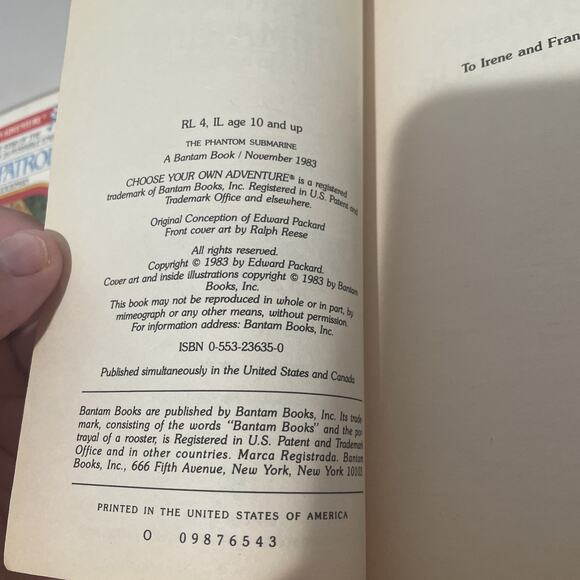 RL 4, IL age 10 and up
THE PHANTOM SUBMARINE
A Bantam Book / November 1983
CHOOSE YOUR OWN ADVENTURE® is a registered
trademark of Bantam Books, Inc. Registered in U.S. Patent and
Trademark Office and elsewhere.
Original Conception of Edward Packard
Front cover art by Ralph Reese
All rights reserved.
Copyright © 1983 by Edward Packard.
Cover art and inside illustrations copyright © 1983 by Bantam
Books, Inc.
This book may not be reproduced in whole or in part, by
mimeograph or any other means, without permission.
For information address: Bantam Books, Inc.
ISBN 0-553-23635-0
Published simultaneously in the United States and Canada
Bantam Books are published by Bantam Books, Inc. Its trade
mark, consisting of the words "Bantam Books" and the por
trayal of a rooster, is Registered in U.S. Patent and Trademark
Office and in other countries. Marca Registrada. Bantam
Books, Inc., 666 Fifth Avenue, New York, New York 10103
PRINTED IN THE UNITED STATES OF AMERICA
O 09876543
To Irene and Fran
PATROL